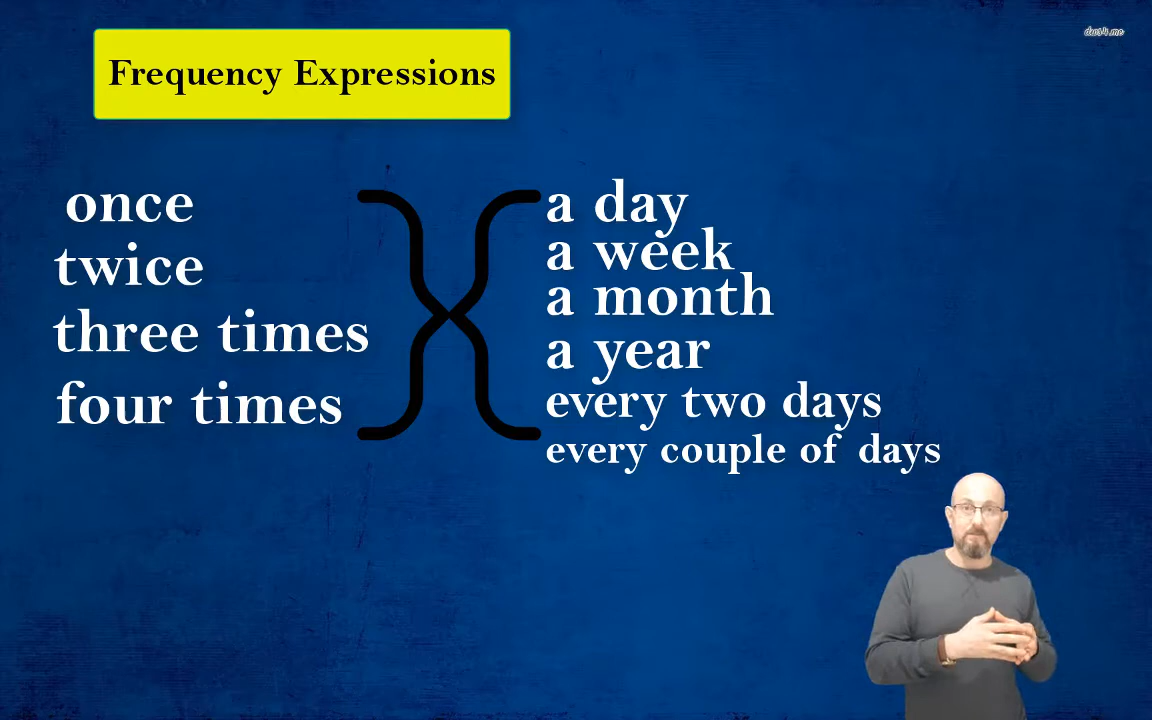 Frequency Expressions
once
twice
three times
four times
a day
a week
a month
a year
every two days
every couple of days